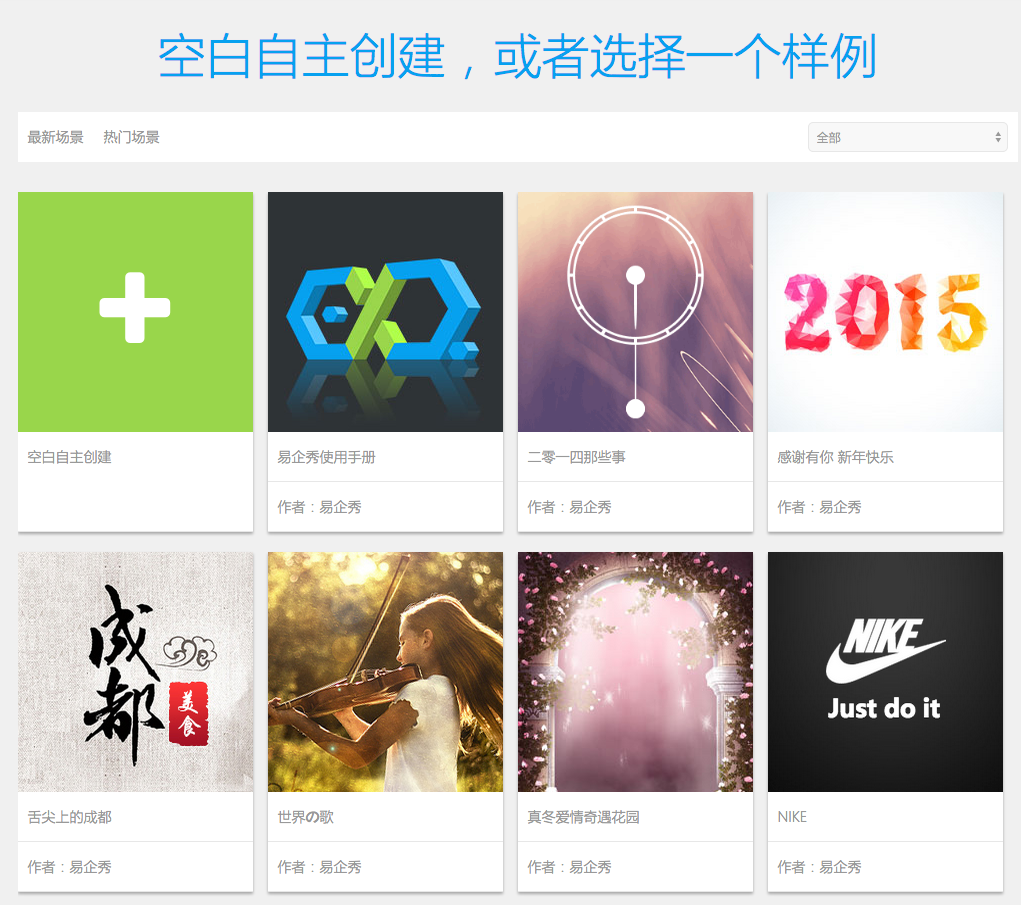 空白自主创建，或者选择一个样例
最新场景 热门场景 全部
2015
空白自主创建 易企秀使用手册 二零一四那些事 感谢有你 新年快乐
作者：易企秀 作者：易企秀 作者：易企秀
成都
美食
NIKE
Just do it
舌尖上的成都 世界の歌 真冬爱情奇遇花园 NIKE
作者：易企秀 作者：易企秀 作者：易企秀 作者：易企秀